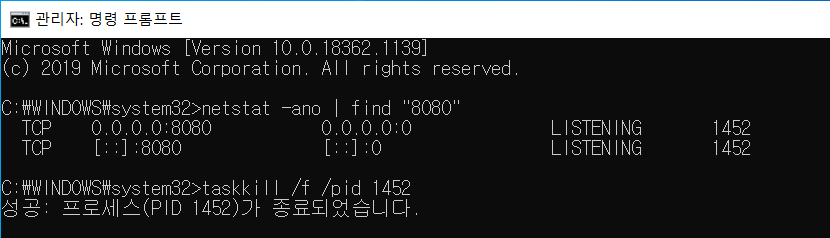 관리자: 명령 프롬프트
Microsoft Windows [Version 10.0.18362.1139]
(c) 2019 Microsoft Corporation. All rights reserved.
C:₩WINDOWS₩system32>netstat -ano | find "8080"
TCP 0.0.0.0:8080 0.0.0.0:0 LISTENING 1452
TCP [::]:8080 [::]:0 LISTENING 1452
C:₩WINDOWS₩system32>taskkill /f /pid 1452
성공: 프로세스(PID 1452)가 종료되었습니다.